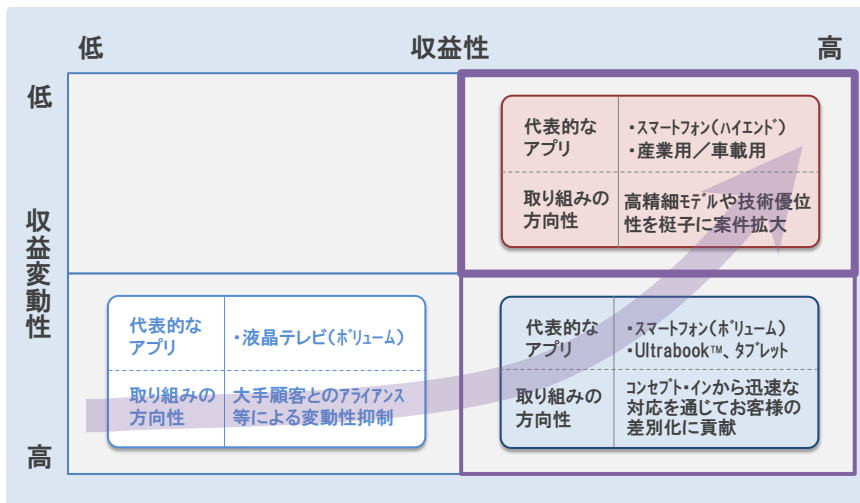 低
収益性
高
低
収益変動性
高
代表的な
アプリ
・スマートフォン(ﾊｲｴﾝﾄﾞ)
・産業用／車載用
取り組みの
方向性
高精細ﾓﾃﾞﾙや技術優位
性を梃子に案件拡大
代表的な
アプリ
・液晶テレビ(ﾎﾞﾘｭｰﾑ)
取り組みの
方向性
大手顧客とのｱﾗｲｱﾝｽ
等による変動性抑制
代表的な
アプリ
・スマートフォン(ﾎﾞﾘｭｰﾑ)
・Ultrabook™、ﾀﾌﾞﾚｯﾄ
取り組みの
方向性
ｺﾝｾﾌﾟﾄ・ｲﾝから迅速な
対応を通じてお客様の
差別化に貢献